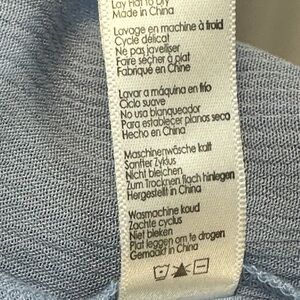 Lay Flat to Dry
Made in China
Lavage en machine à froid
Cycle délicat
Ne pas javelliser
Faire sécher à plat
Fabriqué en Chine
Lavar a máquina en frío
Ciclo suave
No usa blanqueador
Para establecer planos seco
Hecho en China
Maschinenwäsche kalt
Sanfter Zyklus
Nicht bleichen
Zum Trocknen flach hinlegen
Hergestellt in China
Wasmachine koud
Zachte cyclus
Niet bleken
Plat leggen om te drogen
Gemaakt in China